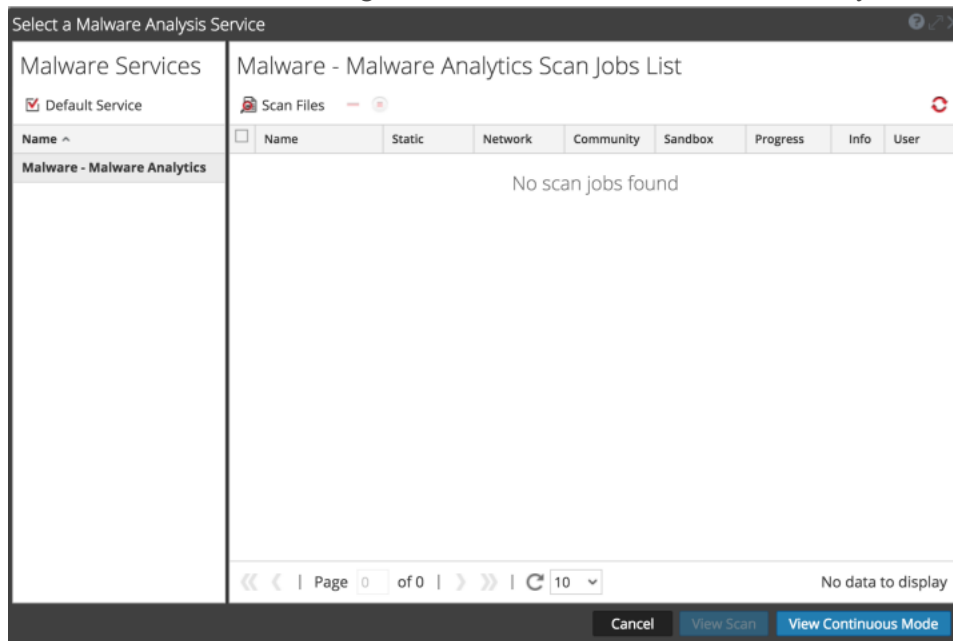 Select a Malware Analysis Service
Malware Services
Default Service
Name
Malware - Malware Analytics
Malware - Malware Analytics Scan Jobs List
Scan Files
Name Static Network Community Sandbox Progress Info User
No scan jobs found
Page 0 of 0 | 10 No data to display
Cancel View Scan View Continuous Mode